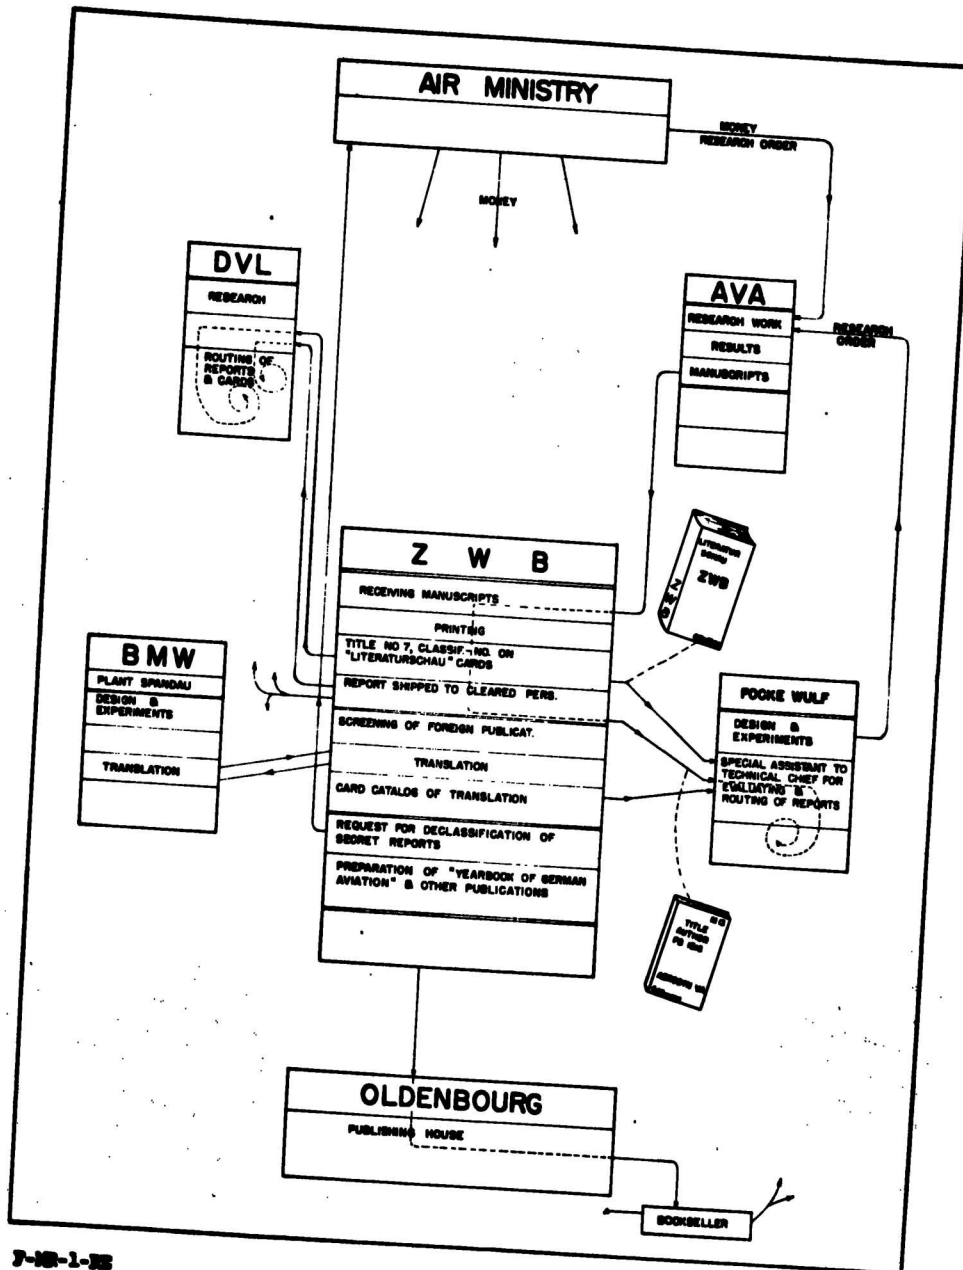 AIR MINISTRY
MONEY
RESEARCH ORDER
MONEY
DVL
RESEARCH
ROUTING OF
REPORTS
& CARDS
AVA
RESEARCH WORK
RESULTS
MANUSCRIPTS
RESEARCH
ORDER
Z W B
RECEIVING MANUSCRIPTS
PRINTING
TITLE NO 7, CLASSIF. NO. ON
"LITERATURSCHAU" CARDS
REPORT SHIPPED TO CLEARED PERS.
SCREENING OF FOREIGN PUBLICAT.
TRANSLATION
CARD CATALOG OF TRANSLATION
REQUEST FOR DECLASSIFICATION OF
SECRET REPORTS
PREPARATION OF "YEARBOOK OF GERMAN
AVIATION" & OTHER PUBLICATIONS
LITERATUR
SCHAU
ZWB
ZWB
BMW
PLANT SPANDAU
DESIGN &
EXPERIMENTS
TRANSLATION
FOCKE WULF
DESIGN &
EXPERIMENTS
SPECIAL ASSISTANT TO
TECHNICAL CHIEF FOR
EVALUATING &
ROUTING OF REPORTS
TITLE
AUTHOR
OLDENBOURG
PUBLISHING HOUSE
BOOKSELLER